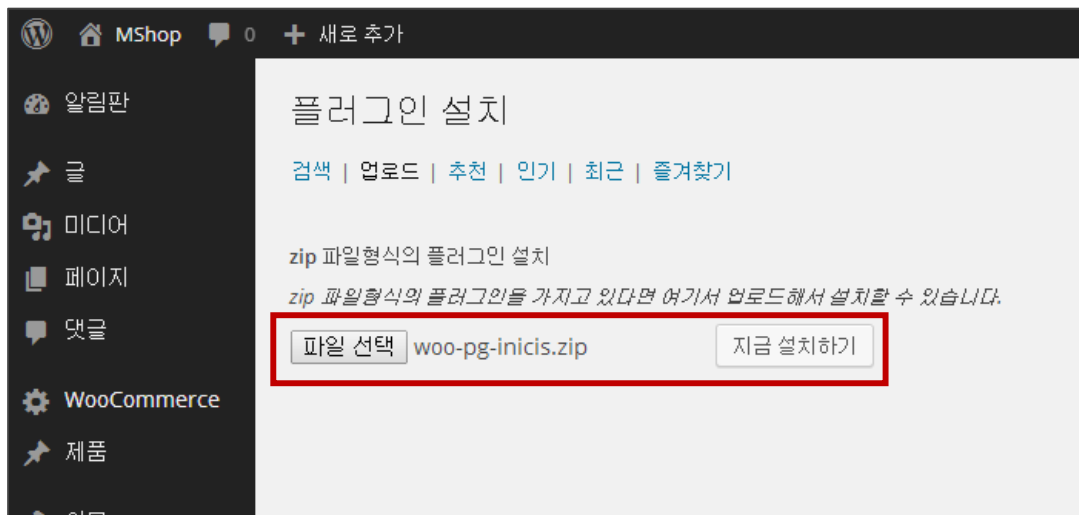 MShop 0 + 새로 추가
알림판
글
미디어
페이지
댓글
WooCommerce
제품
플러그인 설치
검색 | 업로드 | 추천 | 인기 | 최근 | 즐겨찾기
zip 파일형식의 플러그인 설치
zip 파일형식의 플러그인을 가지고 있다면 여기서 업로드해서 설치할 수 있습니다.
파일 선택 woo-pg-inicis.zip 지금 설치하기